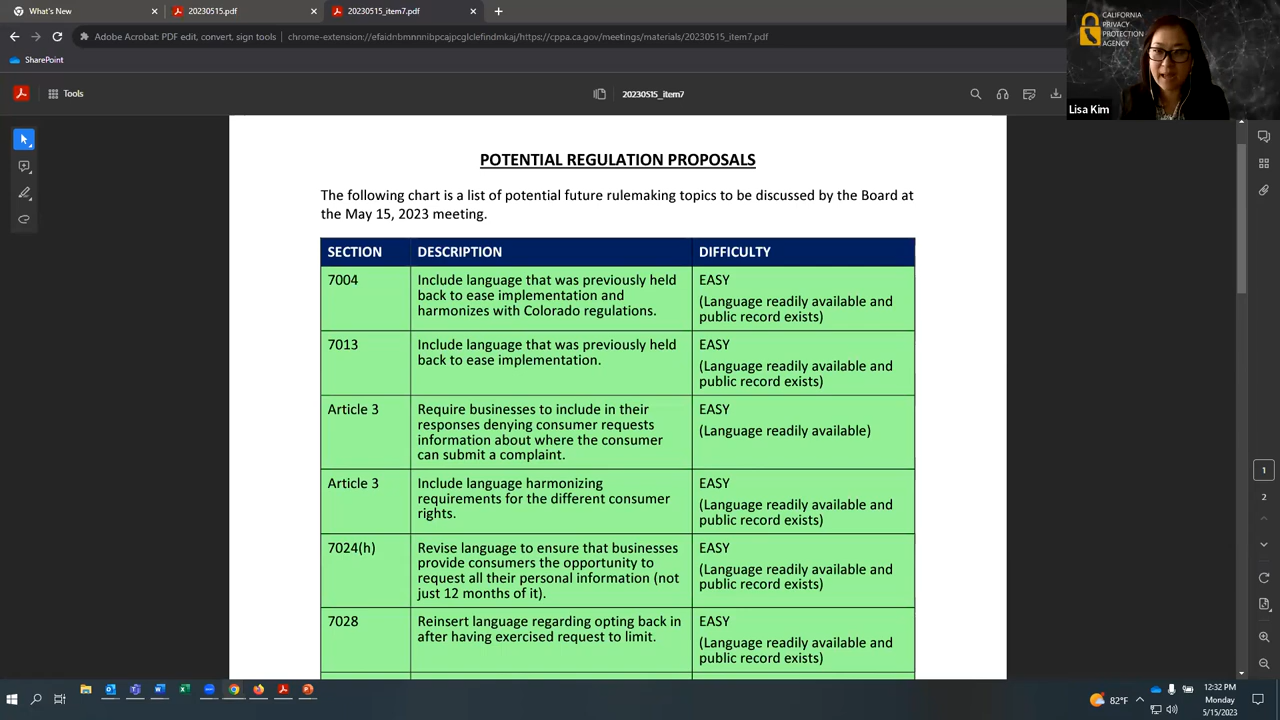 What's New
20230515.pdf
20230515_item7.pdf
Adobe Acrobat: PDF edit, convert, sign tools
chrome-extension://efaidnbmnnnibpcajpcglclefindmkaj/https://cppa.ca.gov/meetings/materials/20230515_item7.pdf
SharePoint
Tools
20230515_item7
CALIFORNIA
PRIVACY
PROTECTION
AGENCY
Lisa Kim
POTENTIAL REGULATION PROPOSALS
The following chart is a list of potential future rulemaking topics to be discussed by the Board at
the May 15, 2023 meeting.
SECTION DESCRIPTION DIFFICULTY
7004
Include language that was previously held
back to ease implementation and
harmonizes with Colorado regulations.
EASY
(Language readily available and
public record exists)
7013
Include language that was previously held
back to ease implementation.
EASY
(Language readily available and
public record exists)
Article 3
Require businesses to include in their
responses denying consumer requests
information about where the consumer
can submit a complaint.
EASY
(Language readily available)
Article 3
Include language harmonizing
requirements for the different consumer
rights.
EASY
(Language readily available and
public record exists)
7024(h)
Revise language to ensure that businesses
provide consumers the opportunity to
request all their personal information (not
just 12 months of it).
EASY
(Language readily available and
public record exists)
7028
Reinsert language regarding opting back in
after having exercised request to limit.
EASY
(Language readily available and
public record exists)
1
2
82°F
12:32 PM
Monday
5/15/2023